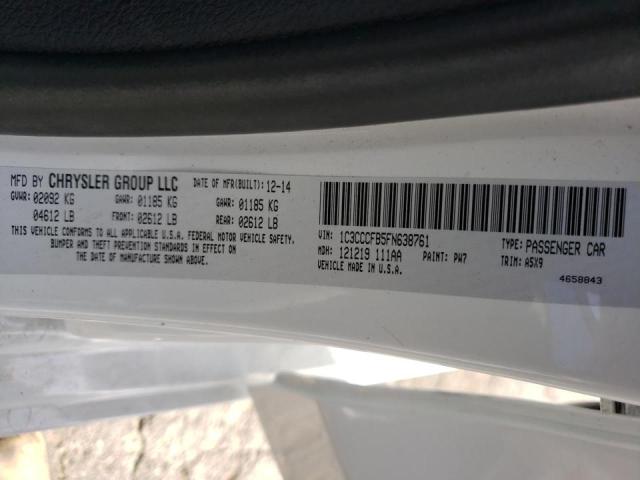 MFD BY CHRYSLER GROUP LLC DATE OF MFR(BUILT): 12-14
GVWR: 02092 KG GAWR: 01185 KG GAWR: 01185 KG
04612 LB FRONT: 02612 LB REAR: 02612 LB
THIS VEHICLE CONFORMS TO ALL APPLICABLE U.S.A. FEDERAL MOTOR VEHICLE SAFETY,
BUMPER AND THEFT PREVENTION STANDARDS IN EFFECT ON
THE DATE OF MANUFACTURE SHOWN ABOVE.
VIN: 1C3CCCFB5FN638761 TYPE: PASSENGER CAR
MDH: 121219 111AA PAINT: PW7 TRIM: A5X9
VEHICLE MADE IN U.S.A. 4658843